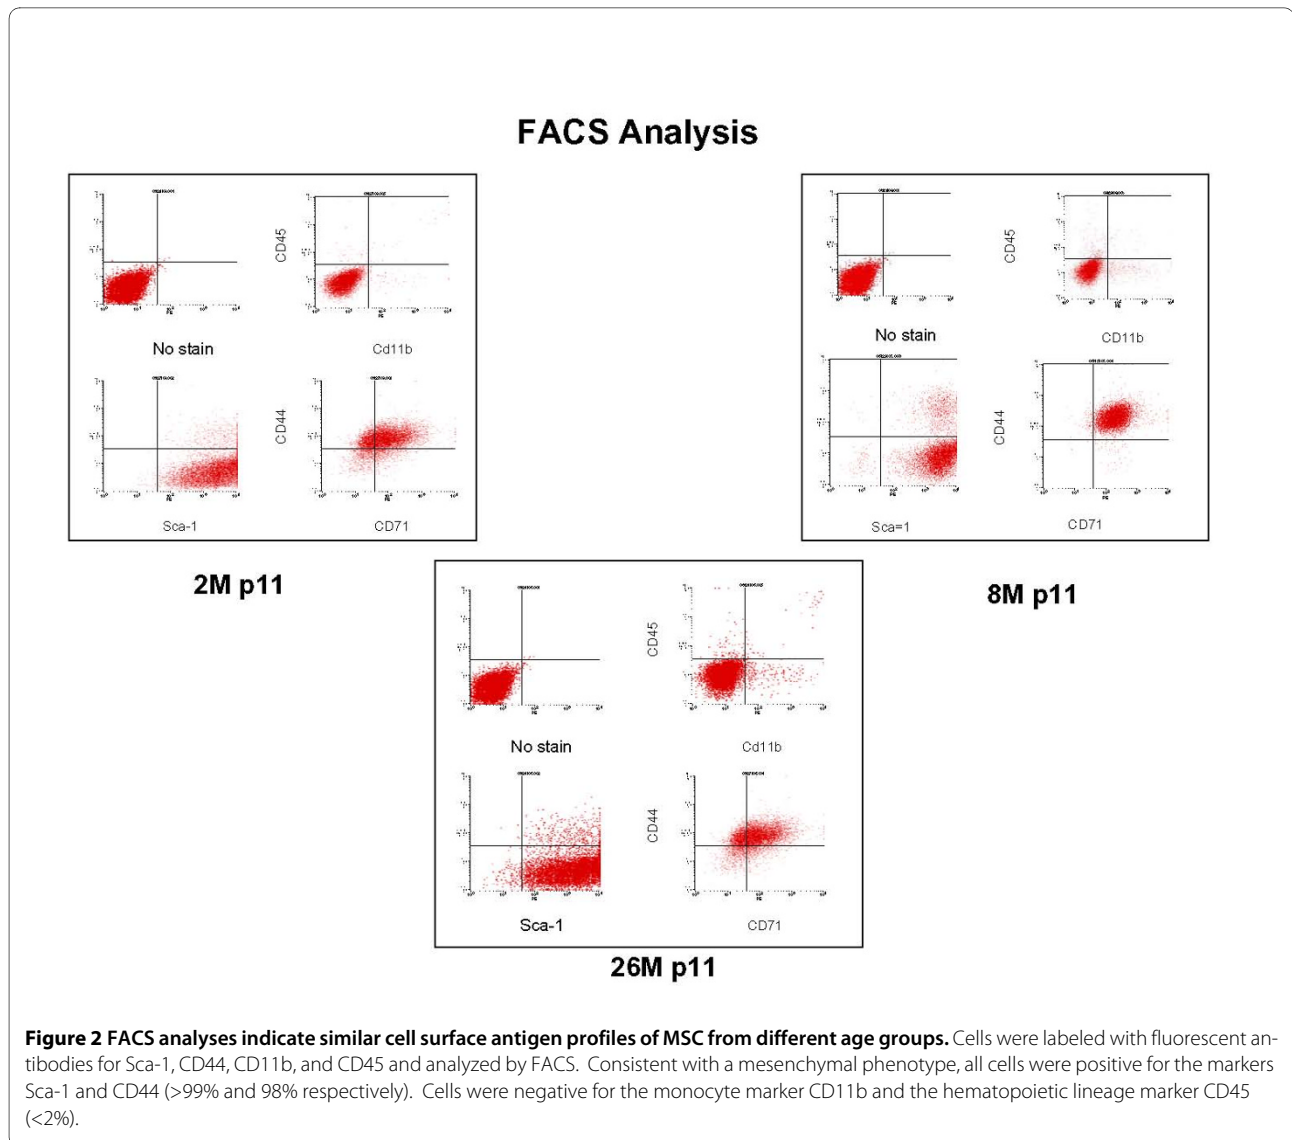 FACS Analysis
CD45
No stain
Cd11b
CD44
Sca-1
CD71
2M p11
CD45
No stain
CD11b
CD44
Sca=1
CD71
8M p11
CD45
No stain
Cd11b
CD44
Sca-1
CD71
26M p11
Figure 2 FACS analyses indicate similar cell surface antigen profiles of MSC from different age groups. Cells were labeled with fluorescent an-
tibodies for Sca-1, CD44, CD11b, and CD45 and analyzed by FACS. Consistent with a mesenchymal phenotype, all cells were positive for the markers
Sca-1 and CD44 (>99% and 98% respectively). Cells were negative for the monocyte marker CD11b and the hematopoietic lineage marker CD45
(<2%).